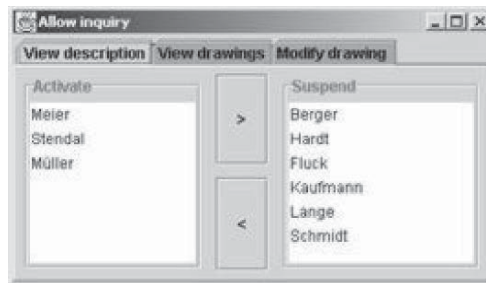 Allow inquiry
View description View drawings Modify drawing
Activate
Meier
Stendal
Müller
>
<
Suspend
Berger
Hardt
Fluck
Kaufmann
Lange
Schmidt